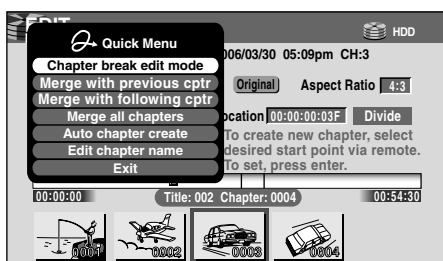 EDIT
HDD
Quick Menu
006/03/30 05:09pm CH:3
Chapter break edit mode
Merge with previous cptr
Original Aspect Ratio 4:3
Merge with following cptr
Merge all chapters
ocation 00:00:00:03F Divide
Auto chapter create
To create new chapter, select
Edit chapter name
desired start point via remote.
Exit
To set, press enter.
00:00:00 Title: 002 Chapter: 0004 00:54:30
0001 0002 0003 0004